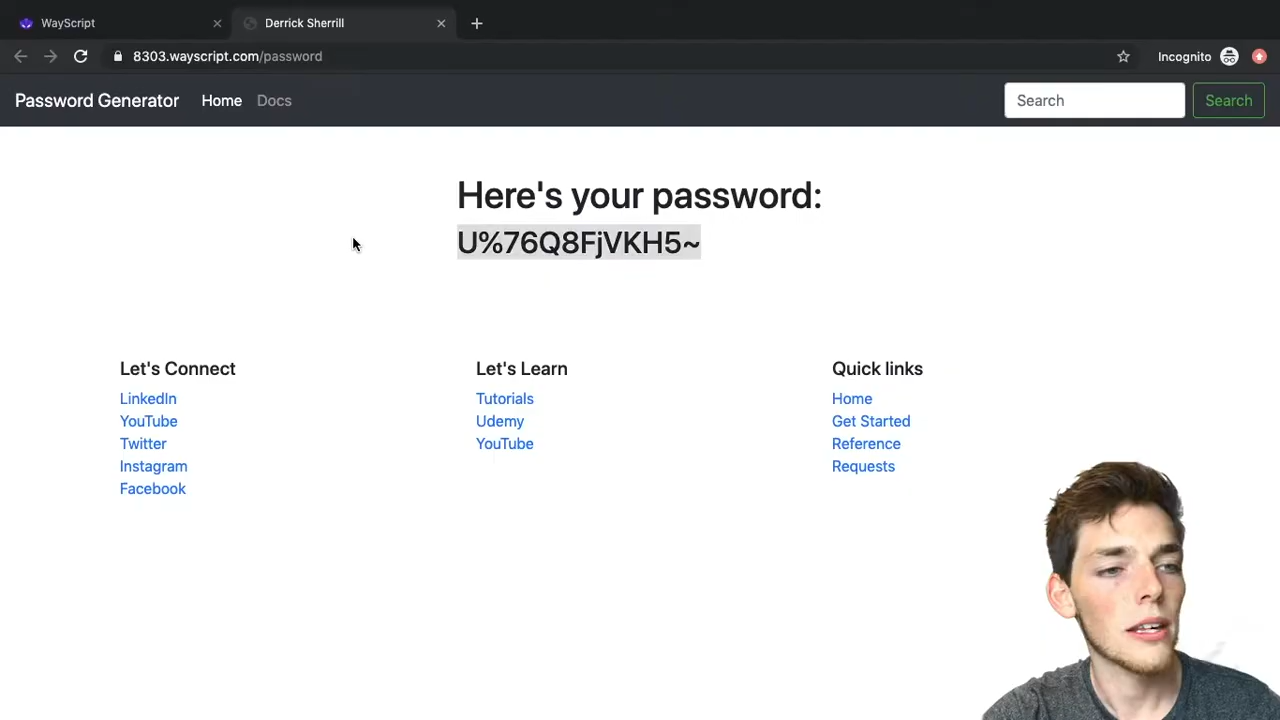 WayScript
Derrick Sherrill
8303.wayscript.com/password
Incognito
Password Generator
Home
Docs
Search
Search
Here's your password:
U%76Q8FjVKH5~
Let's Connect
LinkedIn
YouTube
Twitter
Instagram
Facebook
Let's Learn
Tutorials
Udemy
YouTube
Quick links
Home
Get Started
Reference
Requests